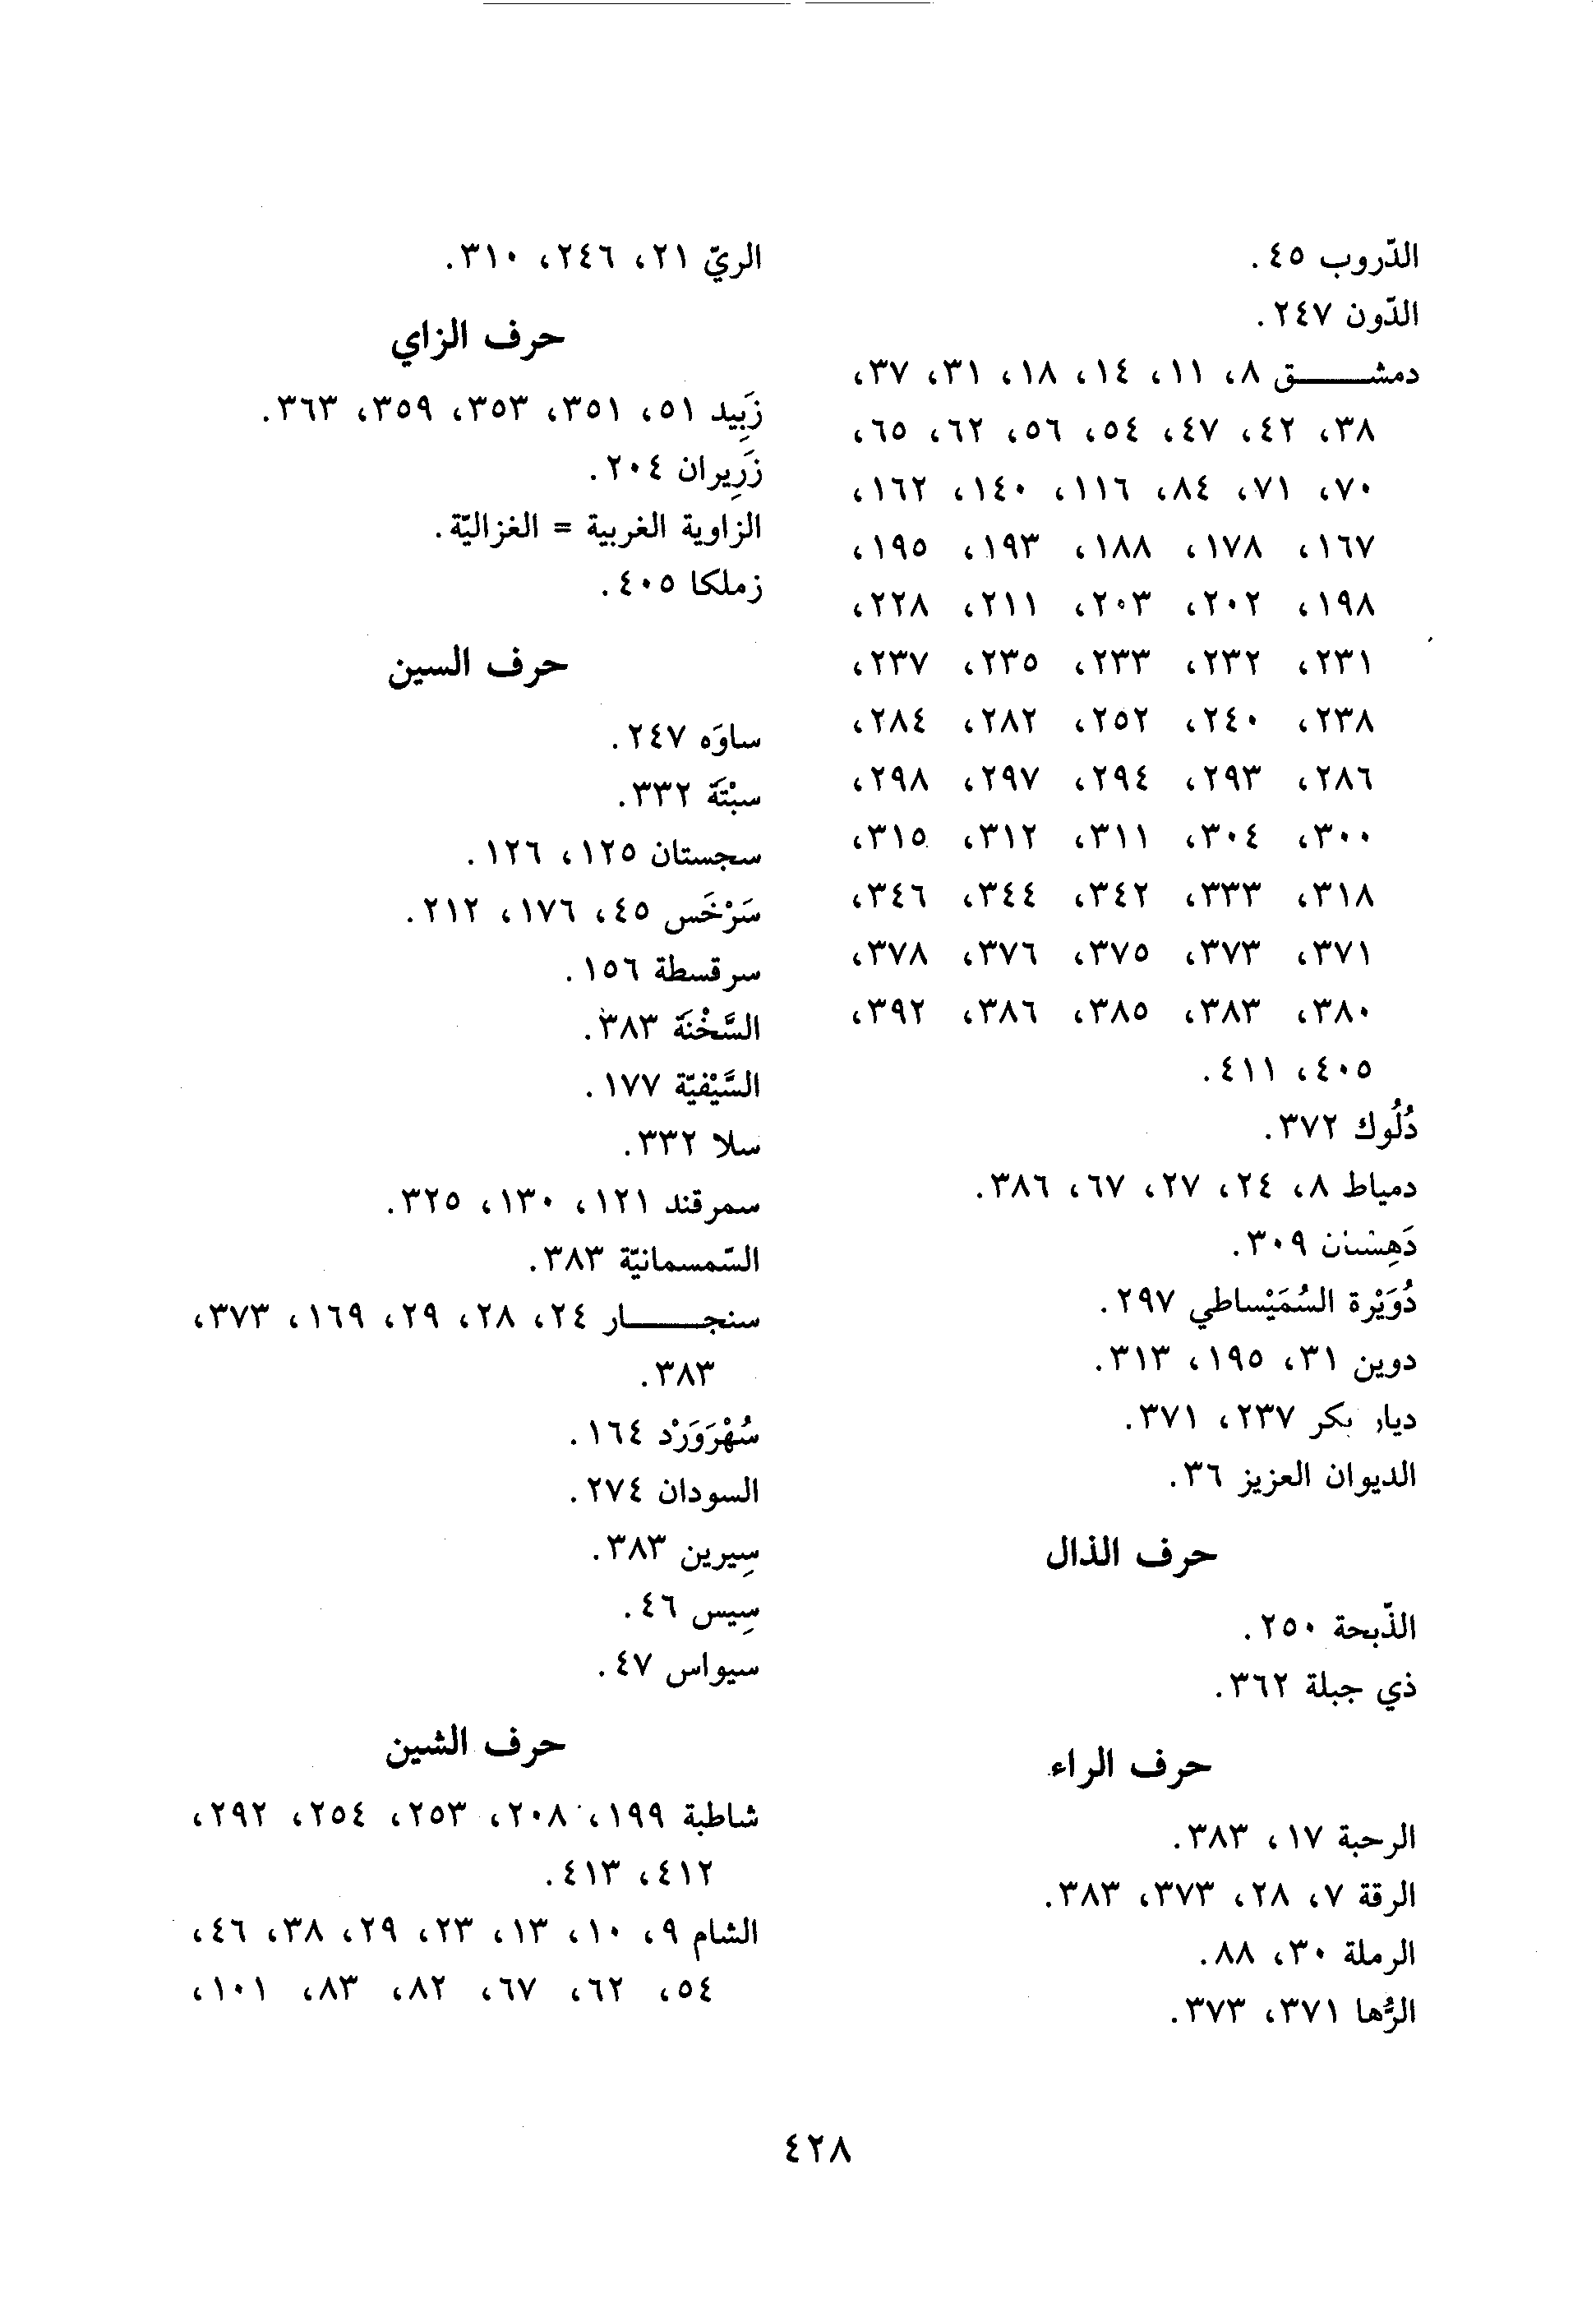 الدّروب ٤٥.
الدّون ٢٤٧.
دمشق ٨، ١١، ١٤، ١٨، ٣١، ٣٧،
٣٨، ٤٢، ٤٧، ٥٤، ٥٦، ٦٢، ٦٥،
٧٠، ٧١، ٨٤، ١١٦، ١٤٠، ١٦٢،
١٦٧، ١٧٨، ١٨٨، ١٩٣، ١٩٥،
١٩٨، ٢٠٢، ٢٠٣، ٢١١، ٢٢٨،
٢٣١، ٢٣٢، ٢٣٣، ٢٣٥، ٢٣٧،
٢٣٨، ٢٤٠، ٢٥٢، ٢٨٢، ٢٨٤،
٢٨٦، ٢٩٣، ٢٩٤، ٢٩٧، ٢٩٨،
٣٠٠، ٣٠٤، ٣١١، ٣١٢، ٣١٥،
٣١٨، ٣٣٣، ٣٤٢، ٣٤٤، ٣٤٦،
٣٧١، ٣٧٣، ٣٧٥، ٣٧٦، ٣٧٨،
٣٨٠، ٣٨٣، ٣٨٥، ٣٨٦، ٣٩٢،
٤٠٥، ٤١١.
دُلُوك ٣٧٢.
دمياط ٨، ٢٤، ٢٧، ٦٧، ٣٨٦.
دَهِستان ٣٠٩.
دُوَيْرة السُمَيْساطي ٢٩٧.
دوين ٣١، ١٩٥، ٣١٣.
ديار بكر ٢٣٧، ٣٧١.
الديوان العزيز ٣٦.
حرف الذال
الذّبحة ٢٥٠.
ذي جبلة ٣٦٢.
حرف الراء
الرحبة ١٧، ٣٨٣.
الرقة ٧، ٢٨، ٣٧٣، ٣٨٣.
الرملة ٣٠، ٨٨.
الرُّها ٣٧١، ٣٧٣.
الريّ ٢١، ٢٤٦، ٣١٠.
حرف الزاي
زَبِيد ٥١، ٣٥١، ٣٥٣، ٣٥٩، ٣٦٣.
زَرِيران ٢٠٤.
الزاوية الغربية = الغزاليّة.
زملكا ٤٠٥.
حرف السين
ساوَه ٢٤٧.
سبْتَة ٣٣٢.
سجستان ١٢٥، ١٢٦.
سَرْخَس ٤٥، ١٧٦، ٢١٢.
سرقسطة ١٥٦.
السَّخْنَة ٣٨٣.
السَّيْفيّة ١٧٧.
سلا ٣٣٢.
سمرقند ١٢١، ١٣٠، ٣٢٥.
السّمسمانيّة ٣٨٣.
سنجار ٢٤، ٢٨، ٢٩، ١٦٩، ٣٧٣،
٣٨٣.
سُهْرَوَرْد ١٦٤.
السودان ٢٧٤.
سِيرين ٣٨٣.
سِيس ٤٦.
سيواس ٤٧.
حرف الشين
شاطبة ١٩٩، ٢٠٨، ٢٥٣، ٢٥٤، ٢٩٢،
٤١٢، ٤١٣.
الشام ٩، ١٠، ١٣، ٢٣، ٢٩، ٣٨، ٤٦،
٥٤، ٦٢، ٦٧، ٨٢، ٨٣، ١٠١،
٤٢٨